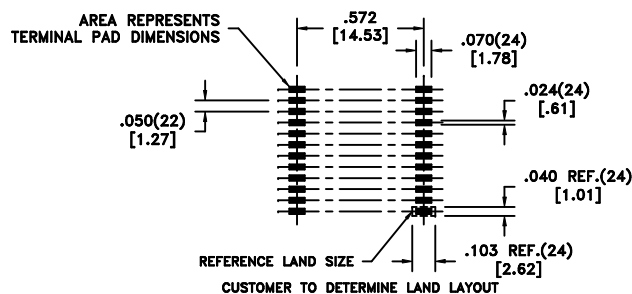 AREA REPRESENTS
TERMINAL PAD DIMENSIONS
.572
[14.53]
.070(24)
[1.78]
.024(24)
[.61]
.050(22)
[1.27]
.040 REF.(24)
[1.01]
REFERENCE LAND SIZE
.103 REF.(24)
[2.62]
CUSTOMER TO DETERMINE LAND LAYOUT